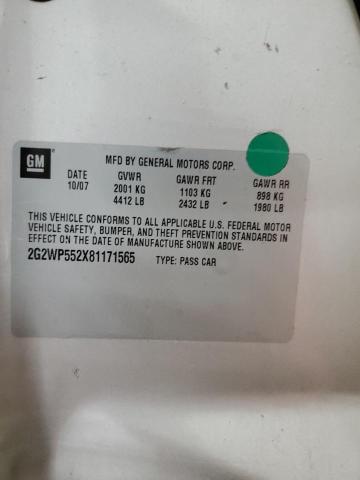 GM
MFD BY GENERAL MOTORS CORP.
DATE GVWR GAWR FRT GAWR RR
10/07 2001 KG 1103 KG 898 KG
4412 LB 2432 LB 1980 LB
THIS VEHICLE CONFORMS TO ALL APPLICABLE U.S. FEDERAL MOTOR
VEHICLE SAFETY, BUMPER, AND THEFT PREVENTION STANDARDS IN
EFFECT ON THE DATE OF MANUFACTURE SHOWN ABOVE.
2G2WP552X81171565 TYPE: PASS CAR